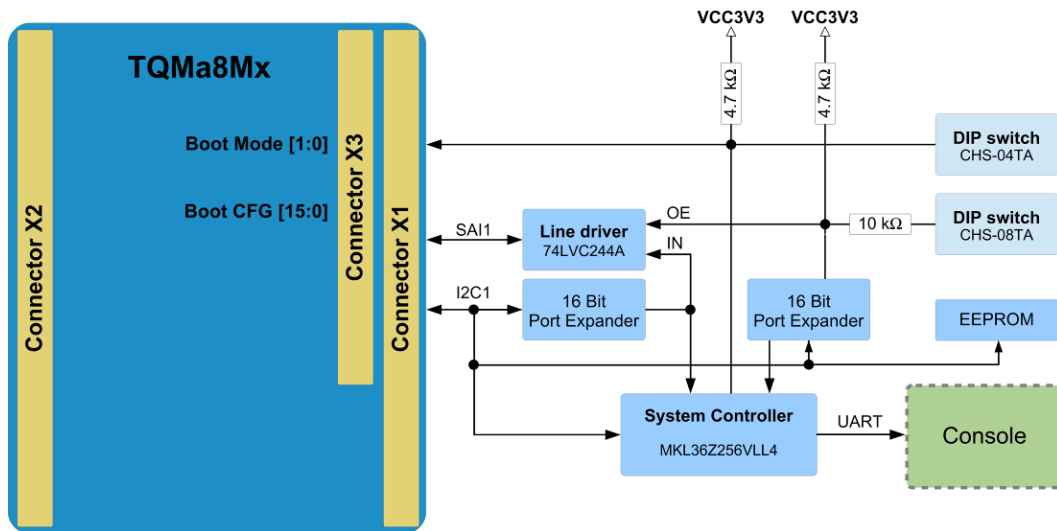 VCC3V3
VCC3V3
TQMa8Mx
4.7 kΩ
4.7 kΩ
Connector X2
Connector X3
Connector X1
Boot Mode [1:0]
DIP switch
CHS-04TA
Boot CFG [15:0]
OE
10 kΩ
DIP switch
CHS-08TA
SAI1
Line driver
74LVC244A
IN
I2C1
16 Bit
Port Expander
16 Bit
Port Expander
EEPROM
System Controller
MKL36Z256VLL4
UART
Console